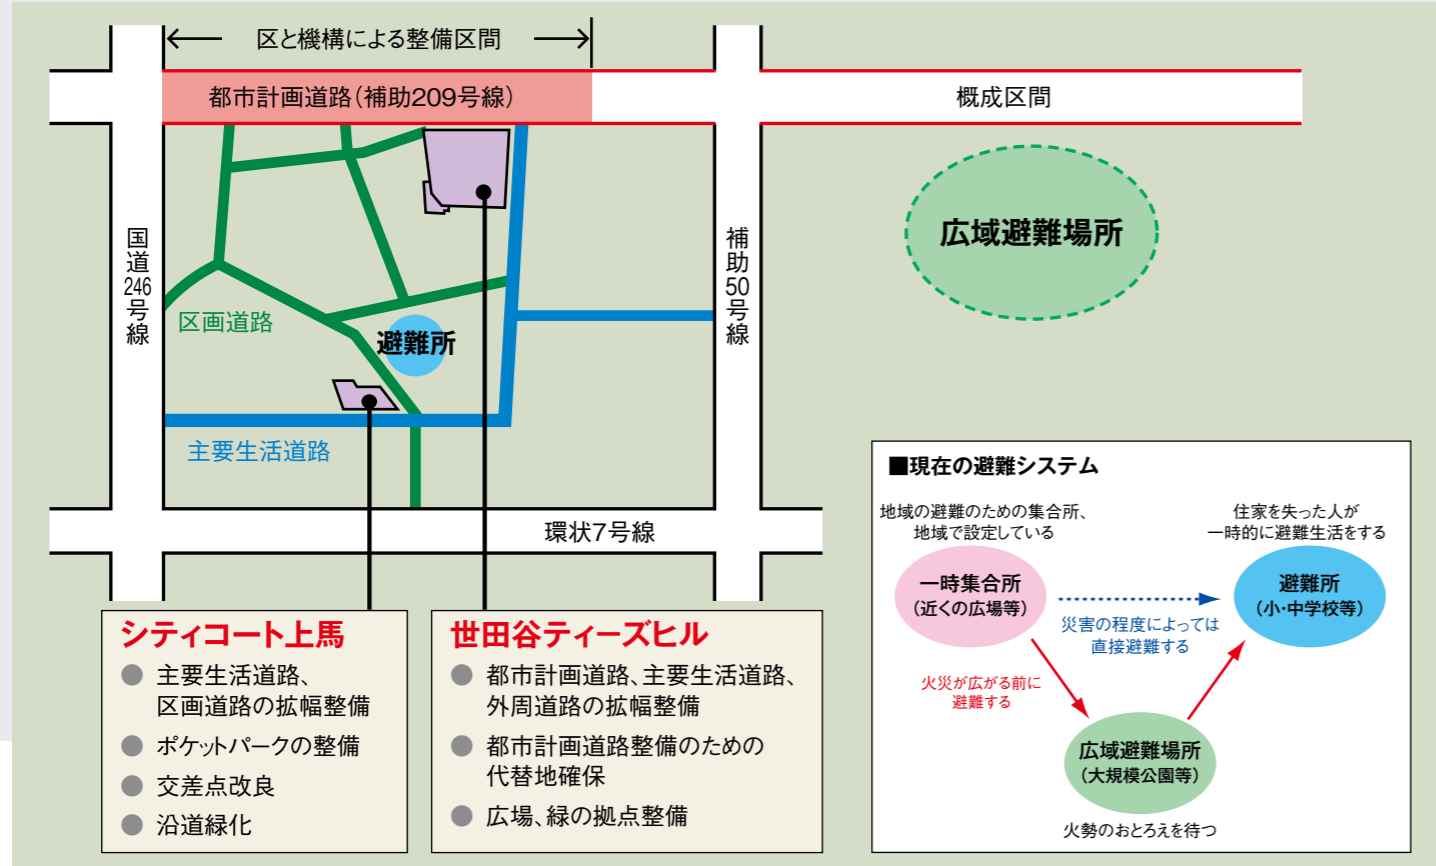 区と機構による整備区間
都市計画道路(補助209号線)
概成区間
国道246号線
補助50号線
広域避難場所
区画道路
避難所
主要生活道路
環状7号線
シティコート上馬
● 主要生活道路、
区画道路の拡幅整備
● ポケットパークの整備
● 交差点改良
● 沿道緑化
世田谷ティーズヒル
● 都市計画道路、主要生活道路、
外周道路の拡幅整備
● 都市計画道路整備のための
代替地確保
● 広場、緑の拠点整備
■現在の避難システム
地域の避難のための集合所、
地域で設定している
住家を失った人が
一時的に避難生活をする
一時集合所
(近くの広場等)
避難所
(小・中学校等)
災害の程度によっては
直接避難する
火災が広がる前に
避難する
広域避難場所
(大規模公園等)
火勢のおとろえを待つ